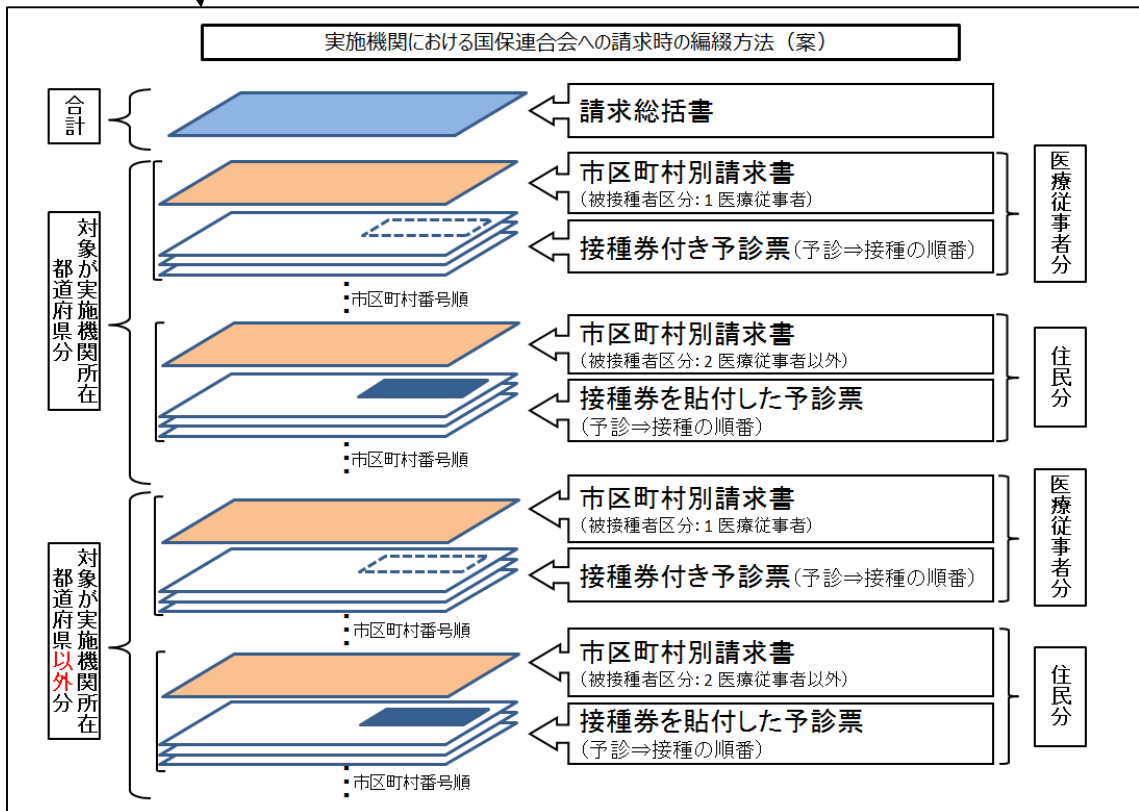 実施機関における国保連合会への請求時の編綴方法（案）
合計
請求総括書
対象が実施機関所在
都道府県分
市区町村別請求書
(被接種者区分:1 医療従事者)
接種券付き予診票(予診⇒接種の順番)
医療従事者分
市区町村番号順
市区町村別請求書
(被接種者区分:2 医療従事者以外)
接種券を貼付した予診票
(予診⇒接種の順番)
住民分
市区町村番号順
対象が実施機関所在
都道府県以外分
市区町村別請求書
(被接種者区分:1 医療従事者)
接種券付き予診票(予診⇒接種の順番)
医療従事者分
市区町村番号順
市区町村別請求書
(被接種者区分:2 医療従事者以外)
接種券を貼付した予診票
(予診⇒接種の順番)
住民分
市区町村番号順